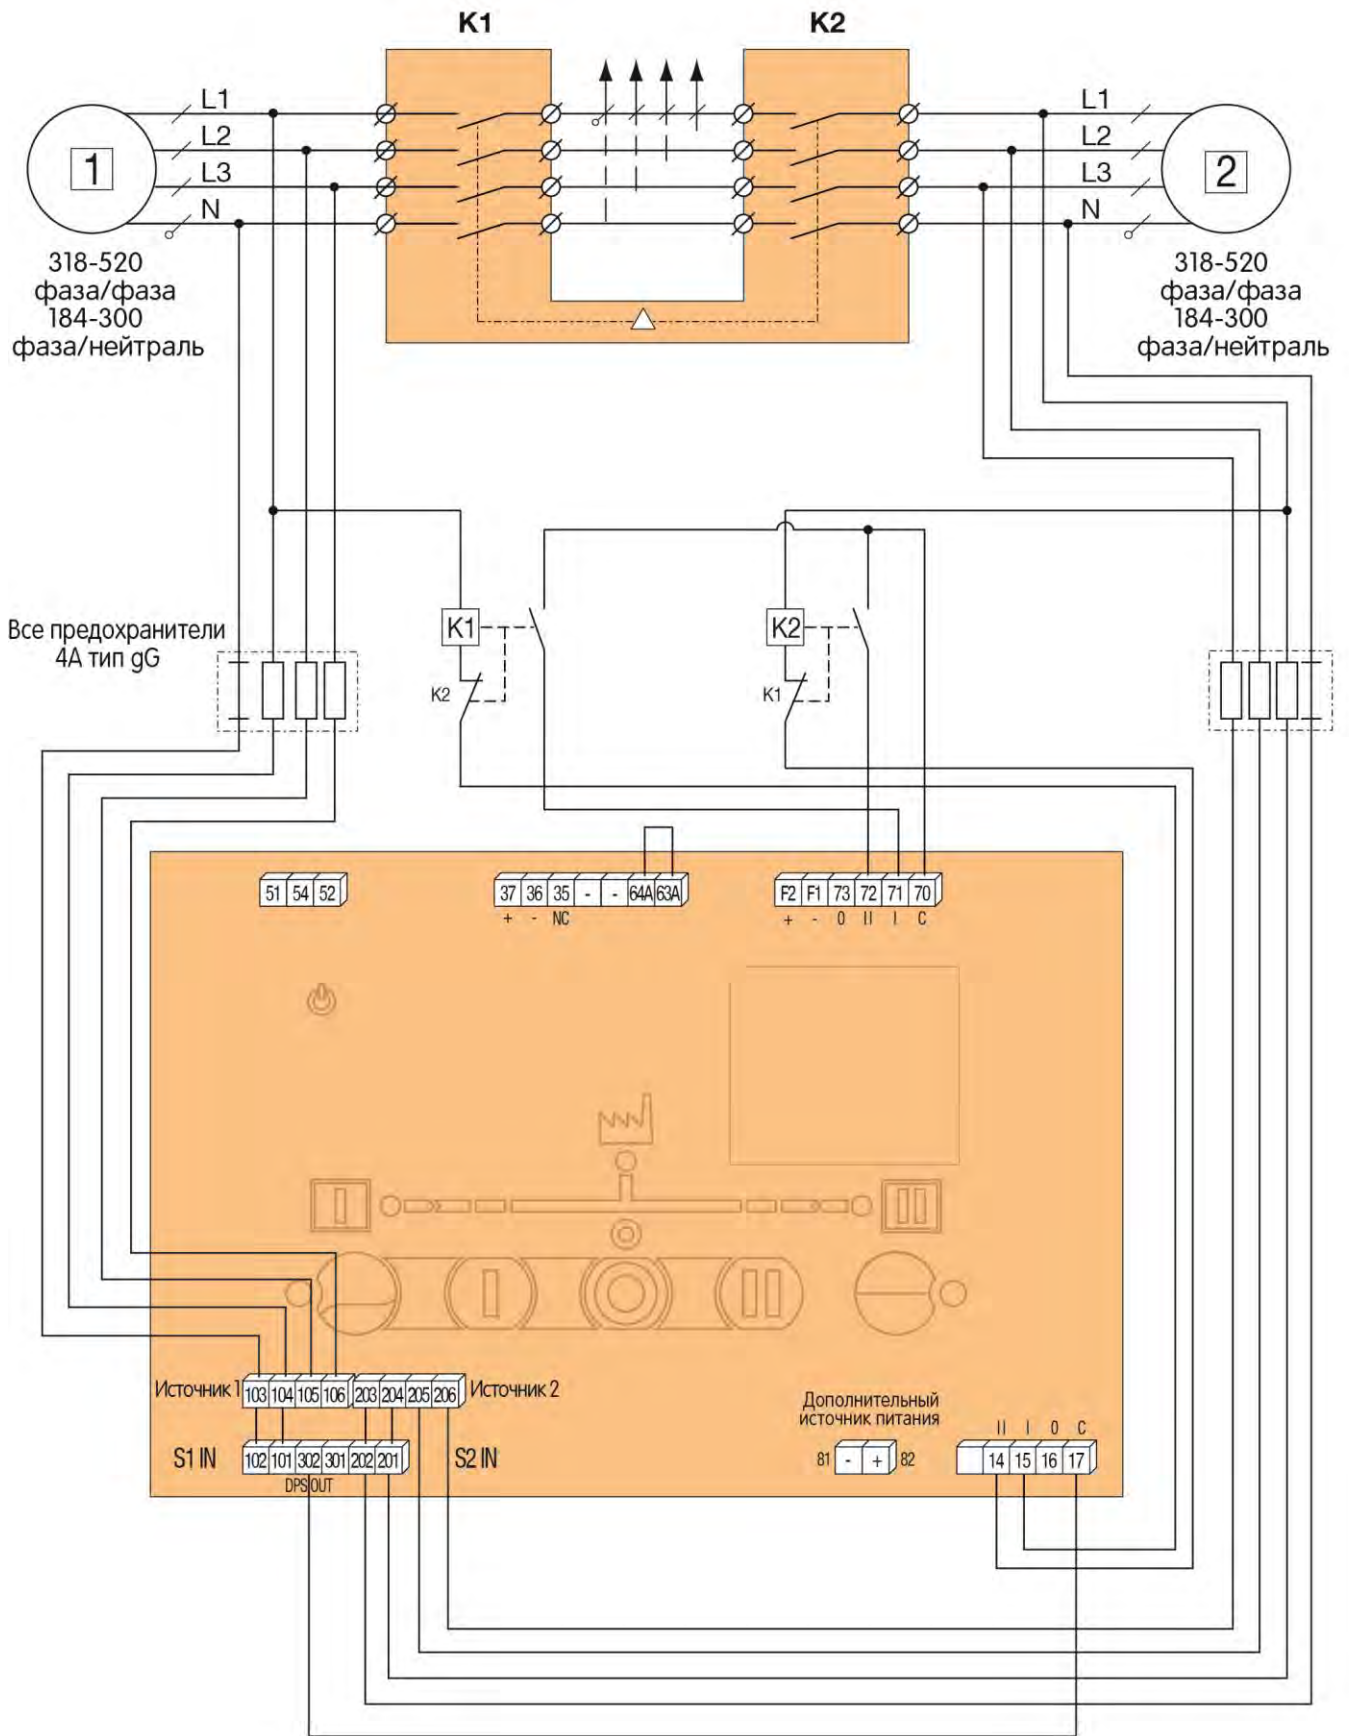 K1 K2
L1 L1
L2 L2
1 L3 L3 2
N N
318-520
фаза/фаза
184-300
фаза/нейтраль
318-520
фаза/фаза
184-300
фаза/нейтраль
Все предохранители
4А тип gG
K1 K2
K2 K1
51 54 52
37 36 35 - - 64A 63A
+ - NC
F2 F1 73 72 71 70
+ - 0 II I C
I II
I II
Источник 1 103 104 105 106 203 204 205 206 Источник 2
S1 IN 102 101 302 301 202 201 S2 IN
DPS OUT
Дополнительный
источник питания
81 - + 82
II I 0 C
14 15 16 17